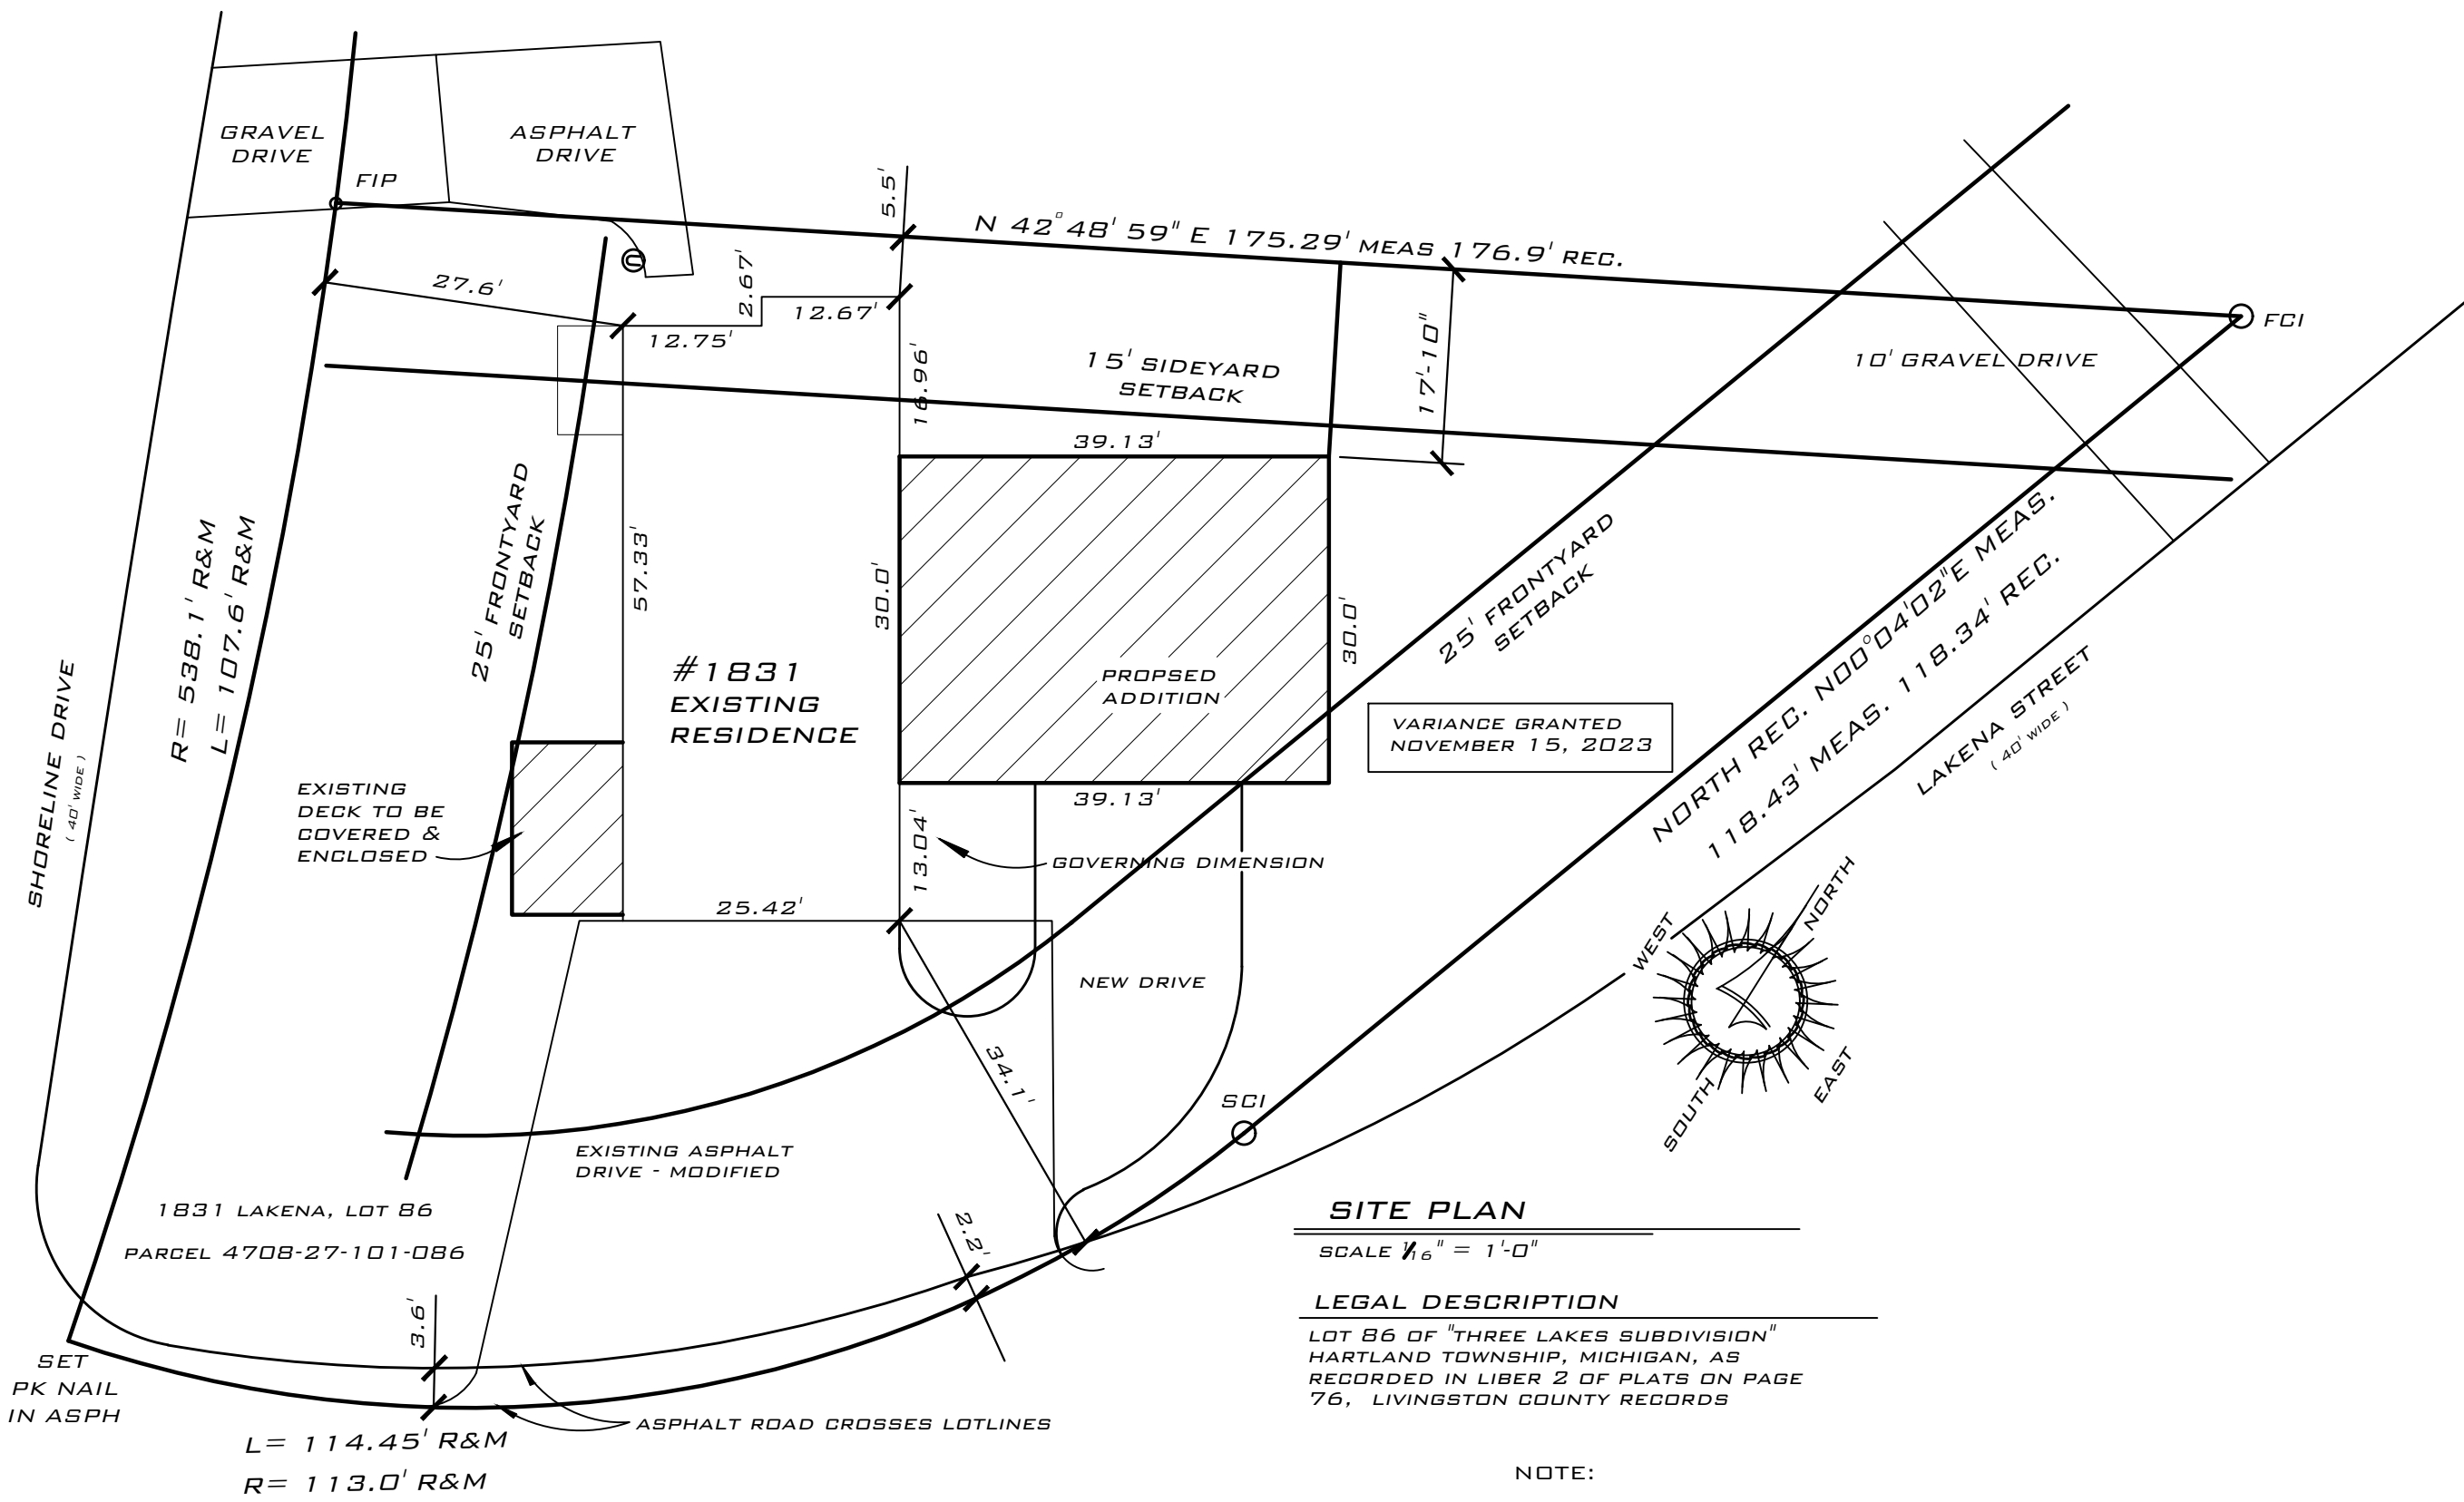 GRAVEL
DRIVE
ASPHALT
DRIVE
FIP
5.5'
N 42° 48' 59" E 175.29' MEAS 176.9' REC.
27.6'
2.67'
12.75'
12.67'
16.96'
15' SIDEYARD
SETBACK
17'-10"
10' GRAVEL DRIVE
FCI
39.13'
25' FRONTYARD
SETBACK
57.33'
30.0'
30.0'
R= 538.1' R&M
L= 107.6' R&M
SHORELINE DRIVE
( 40' WIDE )
#1831
EXISTING
RESIDENCE
PROPSED
ADDITION
25' FRONTYARD
SETBACK
VARIANCE GRANTED
NOVEMBER 15, 2023
NORTH REC. N00°04'02"E MEAS.
118.43' MEAS. 118.34' REC.
LAKENA STREET
( 40' WIDE )
EXISTING
DECK TO BE
COVERED &
ENCLOSED
39.13'
13.04'
GOVERNING DIMENSION
25.42'
NEW DRIVE
34.1'
WEST
NORTH
SOUTH
EAST
SCI
EXISTING ASPHALT
DRIVE - MODIFIED
1831 LAKENA, LOT 86
PARCEL 4708-27-101-086
2.2'
3.6'
SET
PK NAIL
IN ASPH
ASPHALT ROAD CROSSES LOTLINES
L= 114.45' R&M
R= 113.0' R&M
SITE PLAN
SCALE 1/16" = 1'-0"
LEGAL DESCRIPTION
LOT 86 OF "THREE LAKES SUBDIVISION"
HARTLAND TOWNSHIP, MICHIGAN, AS
RECORDED IN LIBER 2 OF PLATS ON PAGE
76, LIVINGSTON COUNTY RECORDS
NOTE: